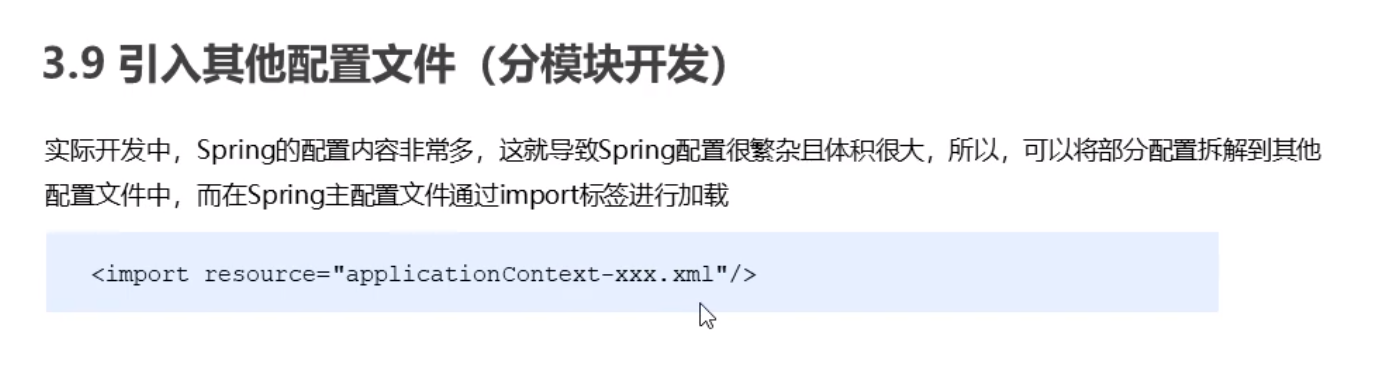 3.9 引入其他配置文件（分模块开发）
实际开发中，Spring的配置内容非常多，这就导致Spring配置很繁杂且体积很大，所以，可以将部分配置拆解到其他
配置文件中，而在Spring主配置文件通过import标签进行加载
<import resource="applicationContext-xxx.xml"/>